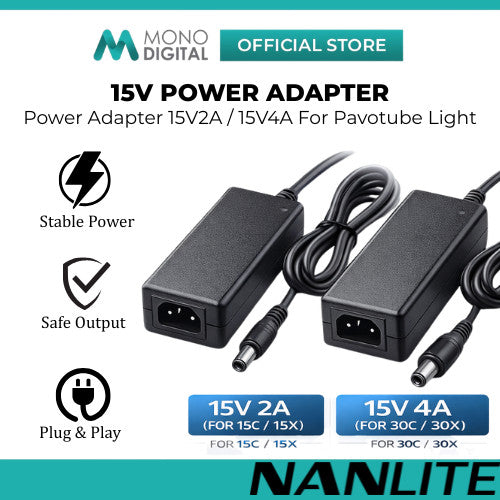 MONO
DIGITAL
OFFICIAL STORE
15V POWER ADAPTER
Power Adapter 15V2A / 15V4A For Pavotube Light
Stable Power
Safe Output
Plug & Play
15V 2A
(FOR 15C / 15X)
FOR 15C / 15X
15V 4A
(FOR 30C / 30X)
FOR 30C / 30X
NANLITE